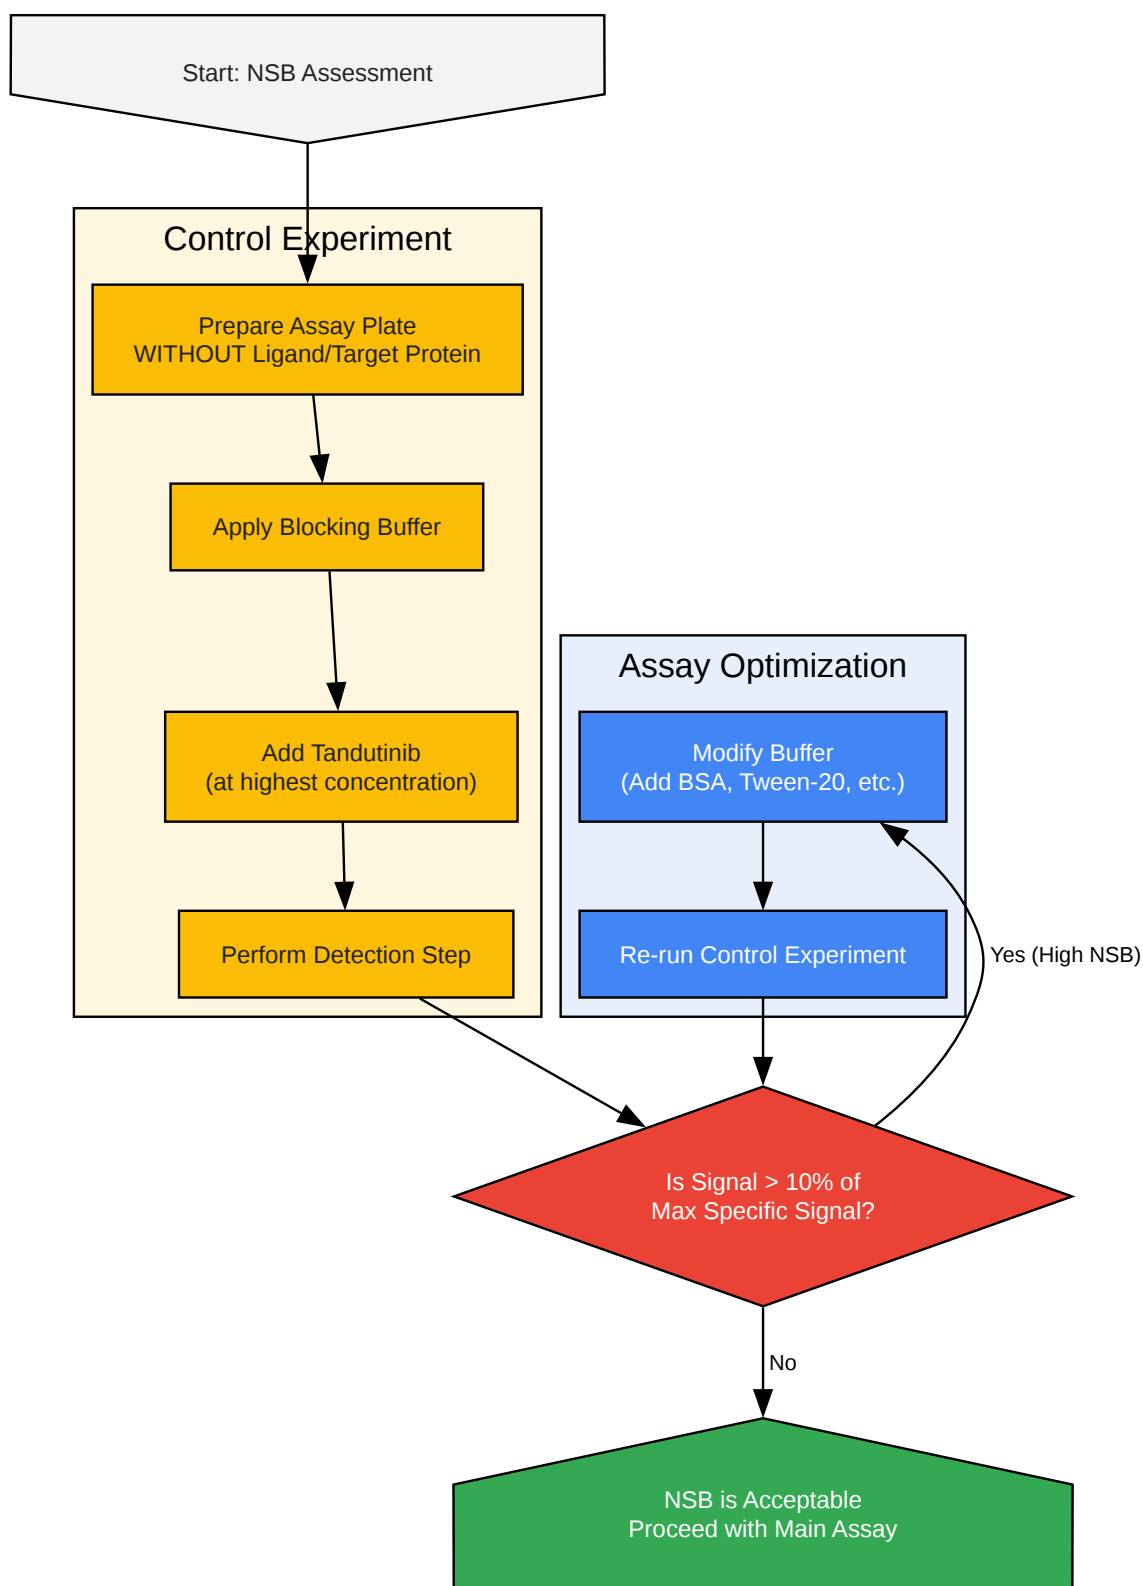 Start: NSB Assessment
Control Experiment
Prepare Assay Plate
WITHOUT Ligand/Target Protein
Apply Blocking Buffer
Add Tandutinib
(at highest concentration)
Perform Detection Step
Assay Optimization
Modify Buffer
(Add BSA, Tween-20, etc.)
Re-run Control Experiment
Yes (High NSB)
Is Signal > 10% of
Max Specific Signal?
No
NSB is Acceptable
Proceed with Main Assay